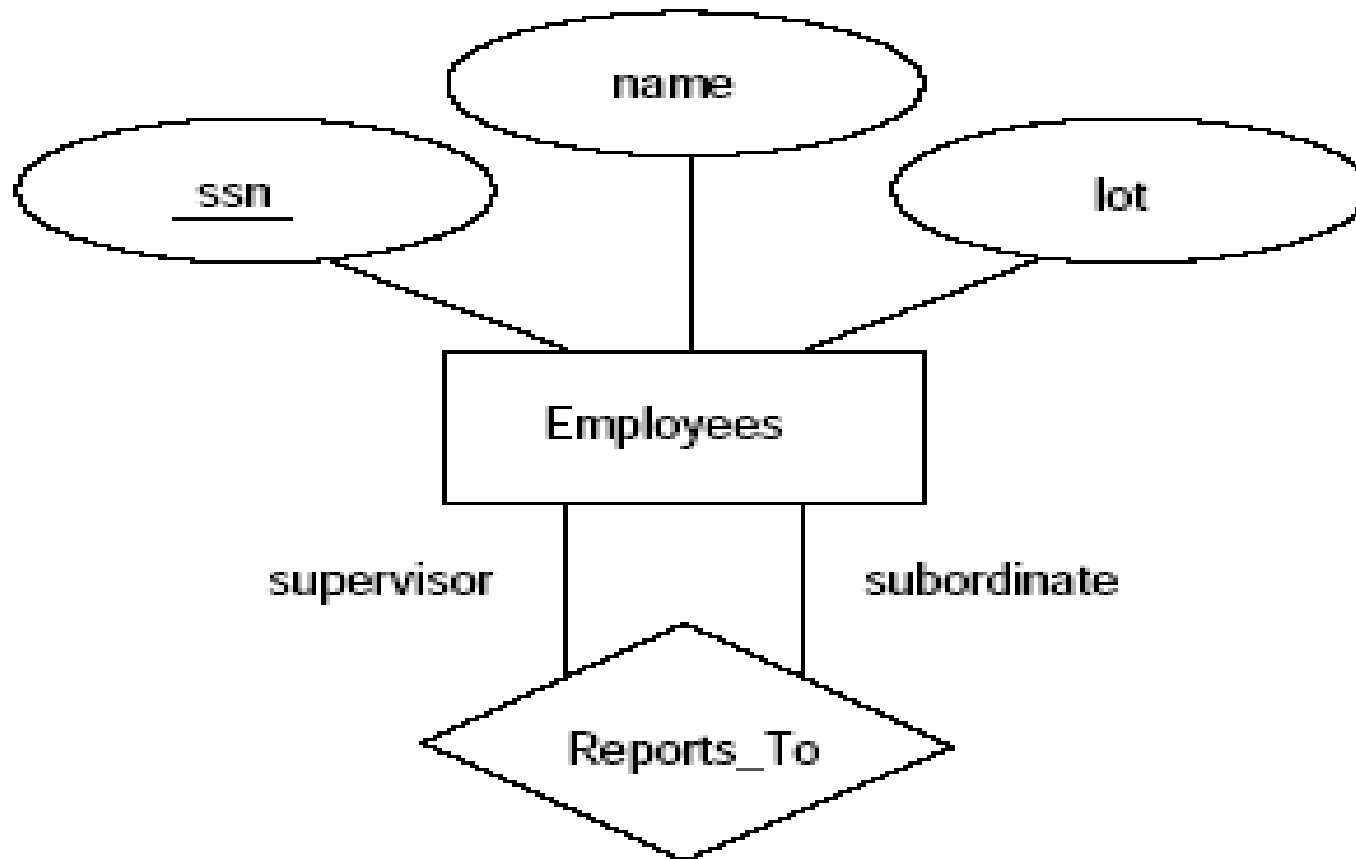 name
ssn
lot
Employees
supervisor
subordinate
Reports_To